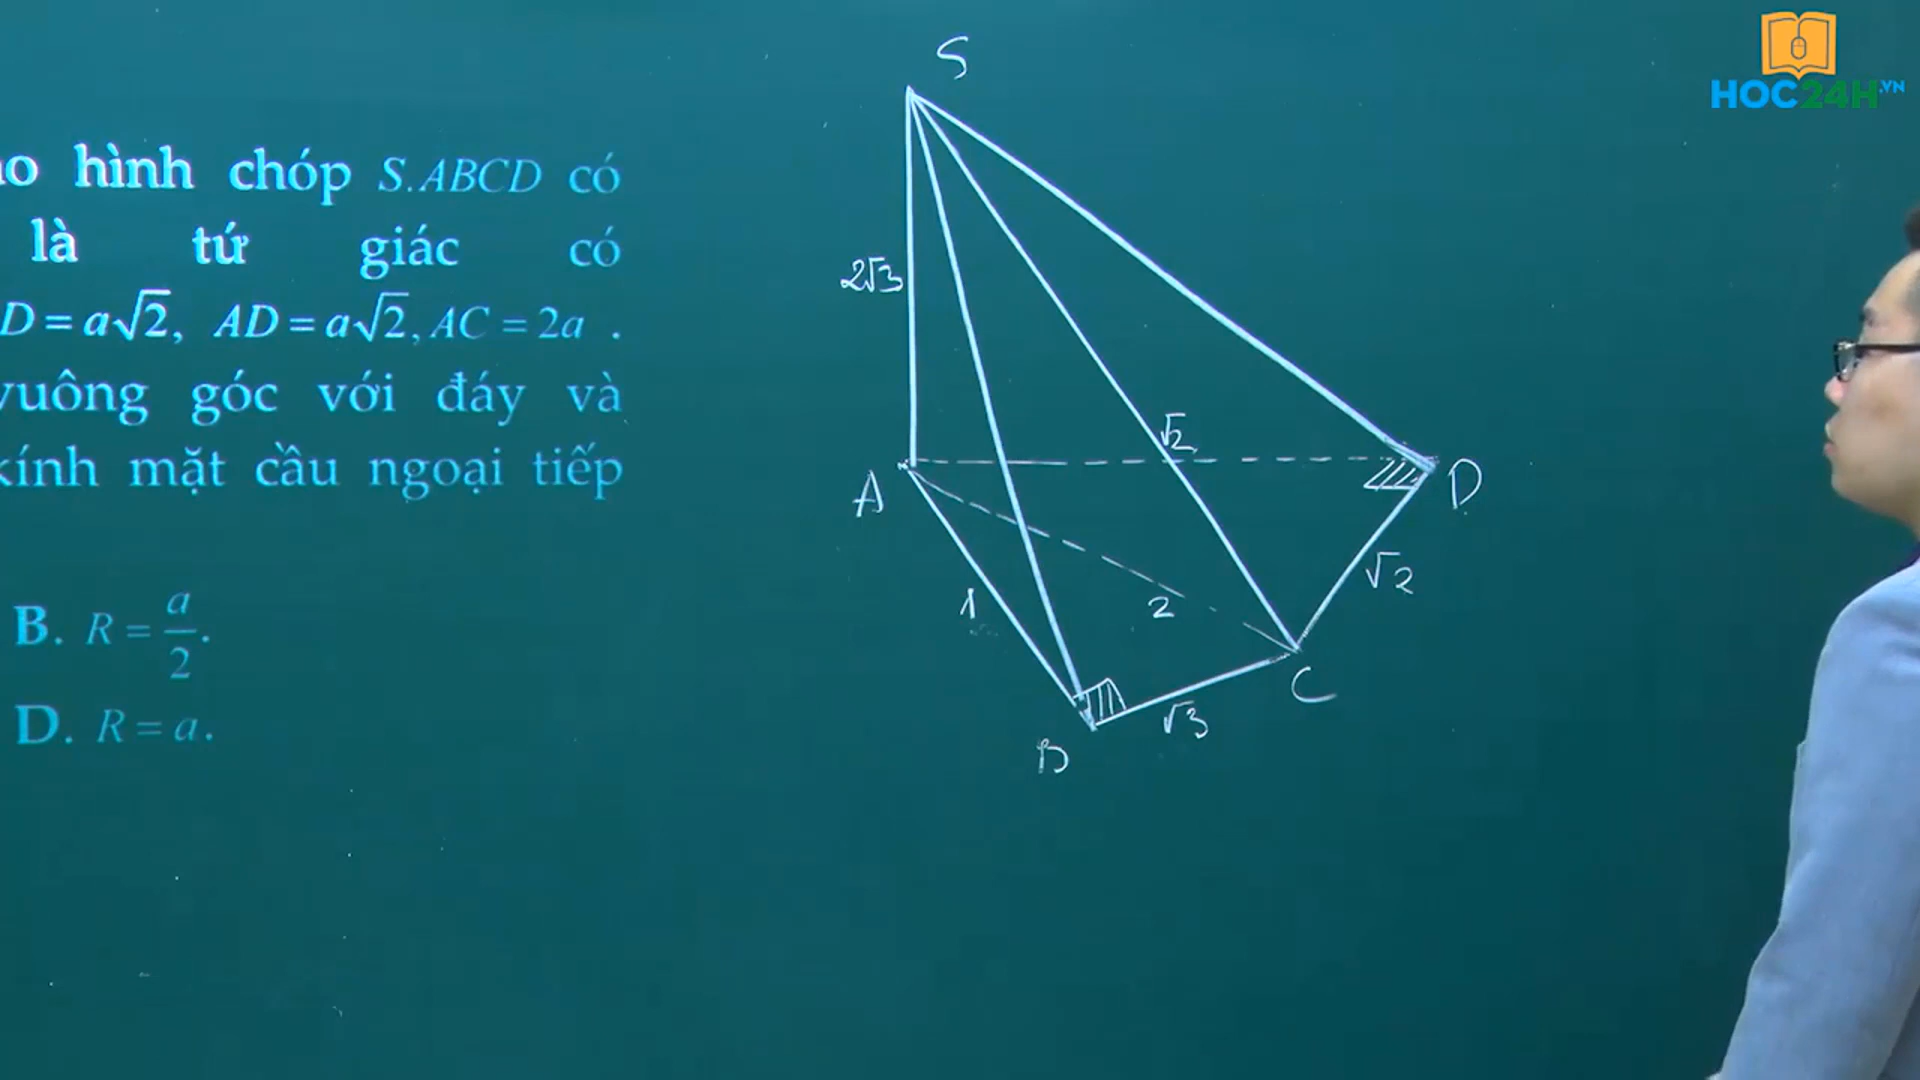 HOC24H.VN
hình chóp S.ABCD có
là tứ giác có
D = a√2, AD = a√2, AC = 2a .
vuông góc với đáy và
kính mặt cầu ngoại tiếp
B. R = a/2.
D. R = a.
S
2√3
√2
A
D
√2
1
2
C
√3
B